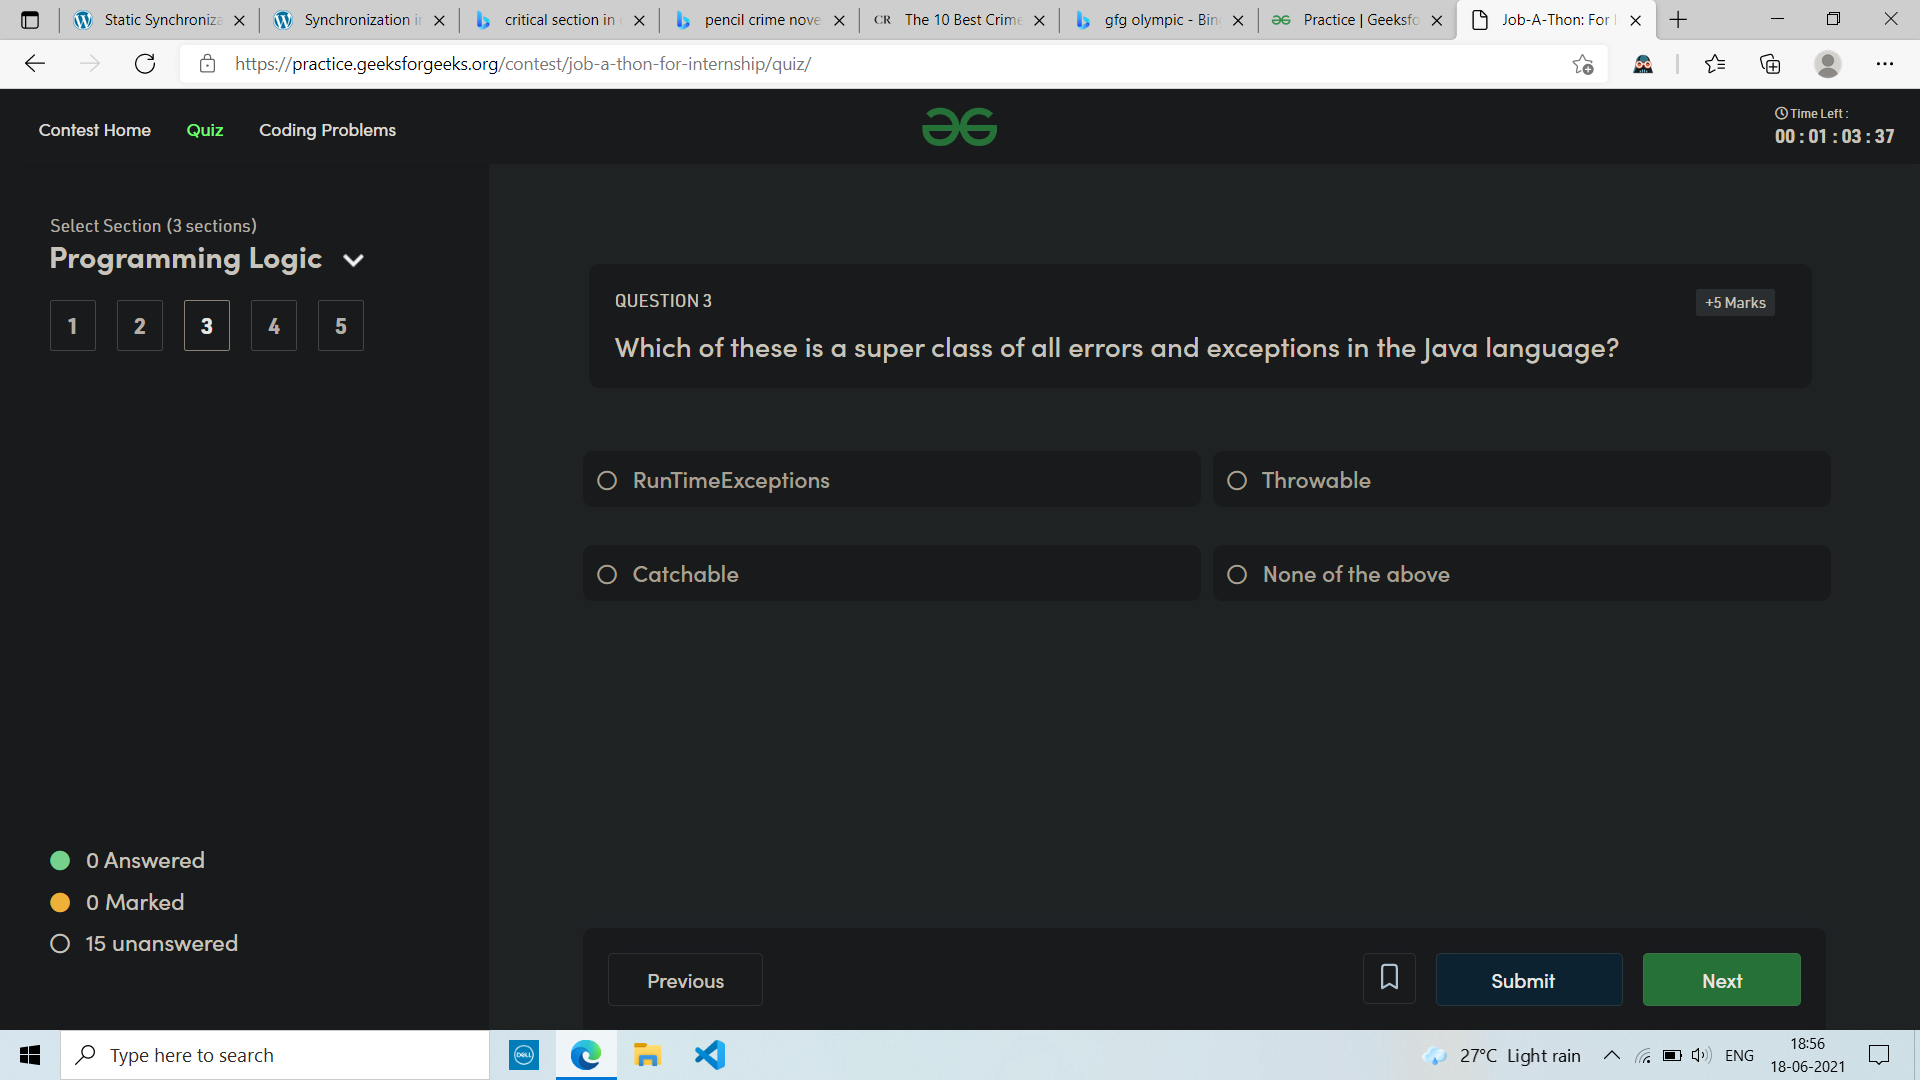 Static Synchroniza
Synchronization i
critical section in
pencil crime nove
CR The 10 Best Crime
gfg olympic - Bin
Practice | Geeksfo
Job-A-Thon: For
https://practice.geeksforgeeks.org/contest/job-a-thon-for-internship/quiz/
Contest Home Quiz Coding Problems
Time Left :
00 : 01 : 03 : 37
Select Section (3 sections)
Programming Logic
1 2 3 4 5
QUESTION 3
+5 Marks
Which of these is a super class of all errors and exceptions in the Java language?
RunTimeExceptions
Throwable
Catchable
None of the above
0 Answered
0 Marked
15 unanswered
Previous
Submit
Next
Type here to search
DELL
27°C Light rain
ENG
18:56
18-06-2021